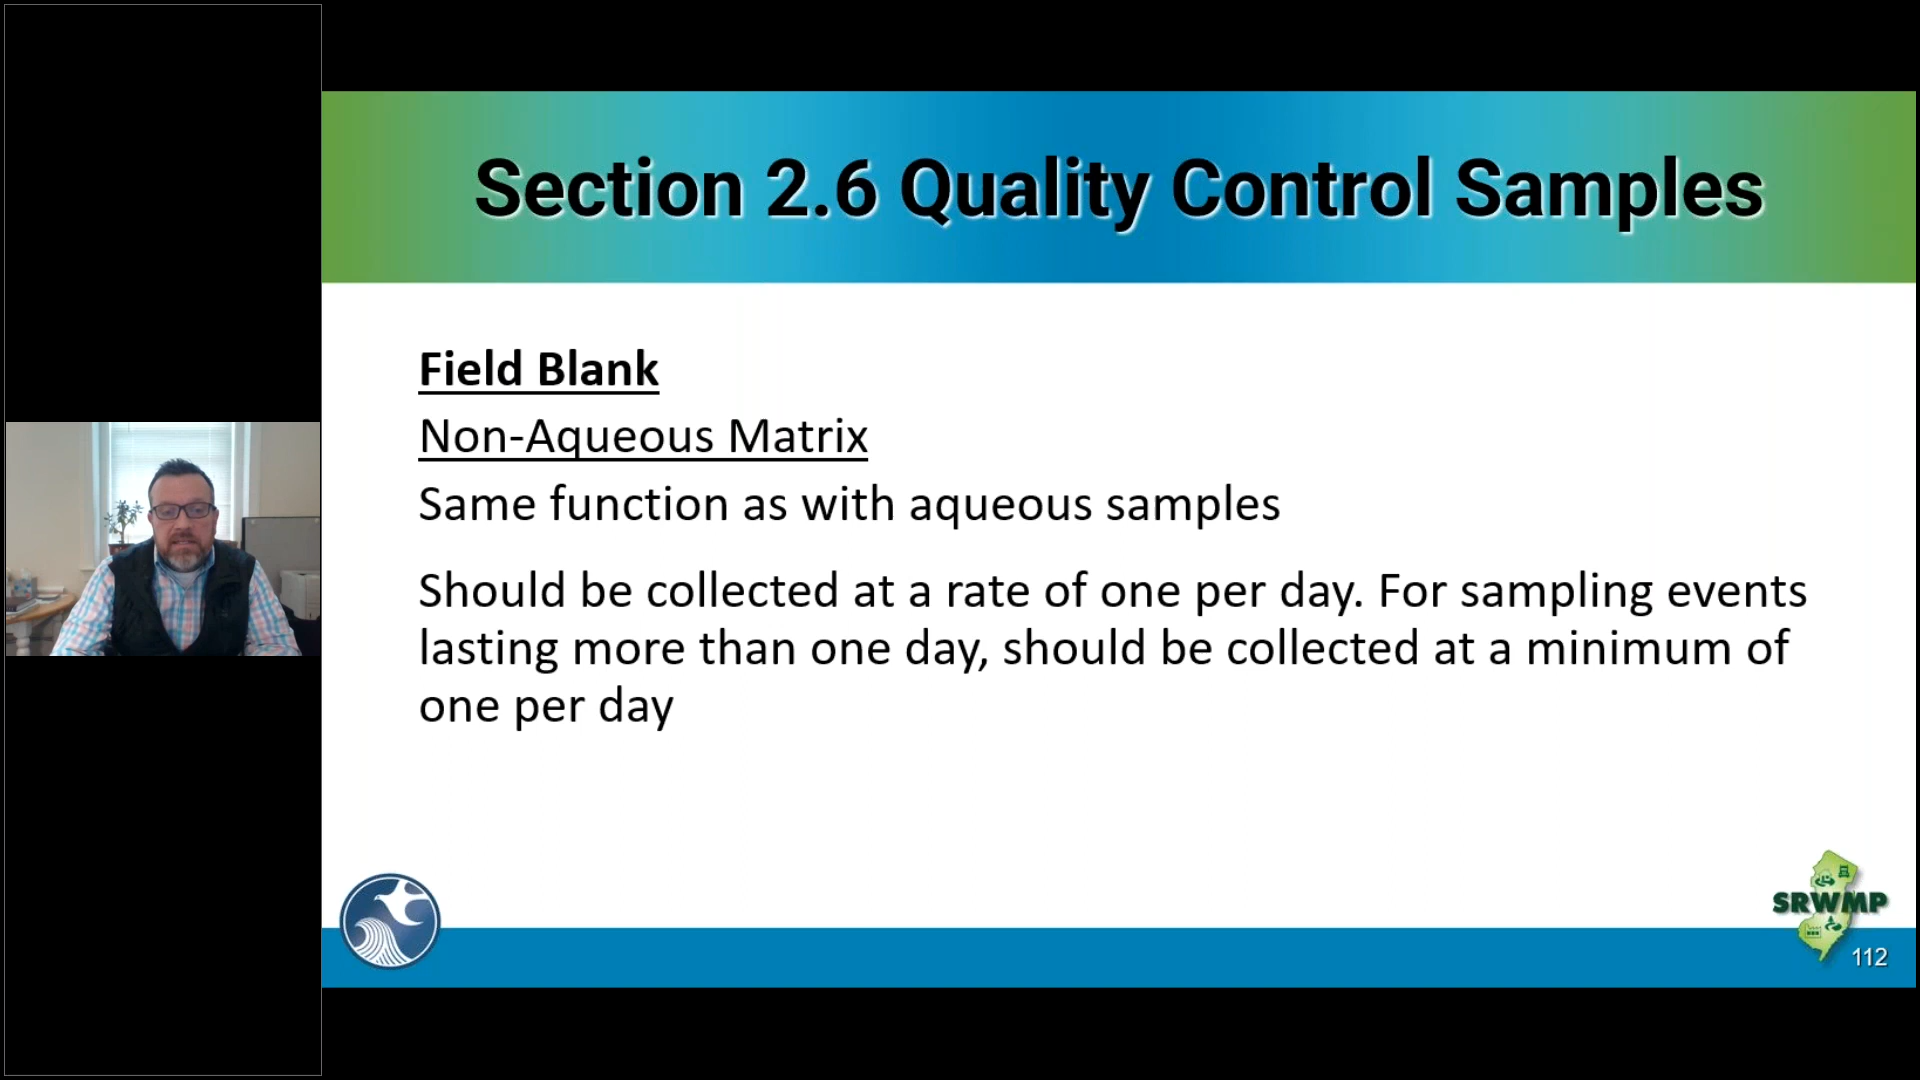 Section 2.6 Quality Control Samples
Field Blank
Non-Aqueous Matrix
Same function as with aqueous samples
Should be collected at a rate of one per day. For sampling events
lasting more than one day, should be collected at a minimum of
one per day
SRWMP
112